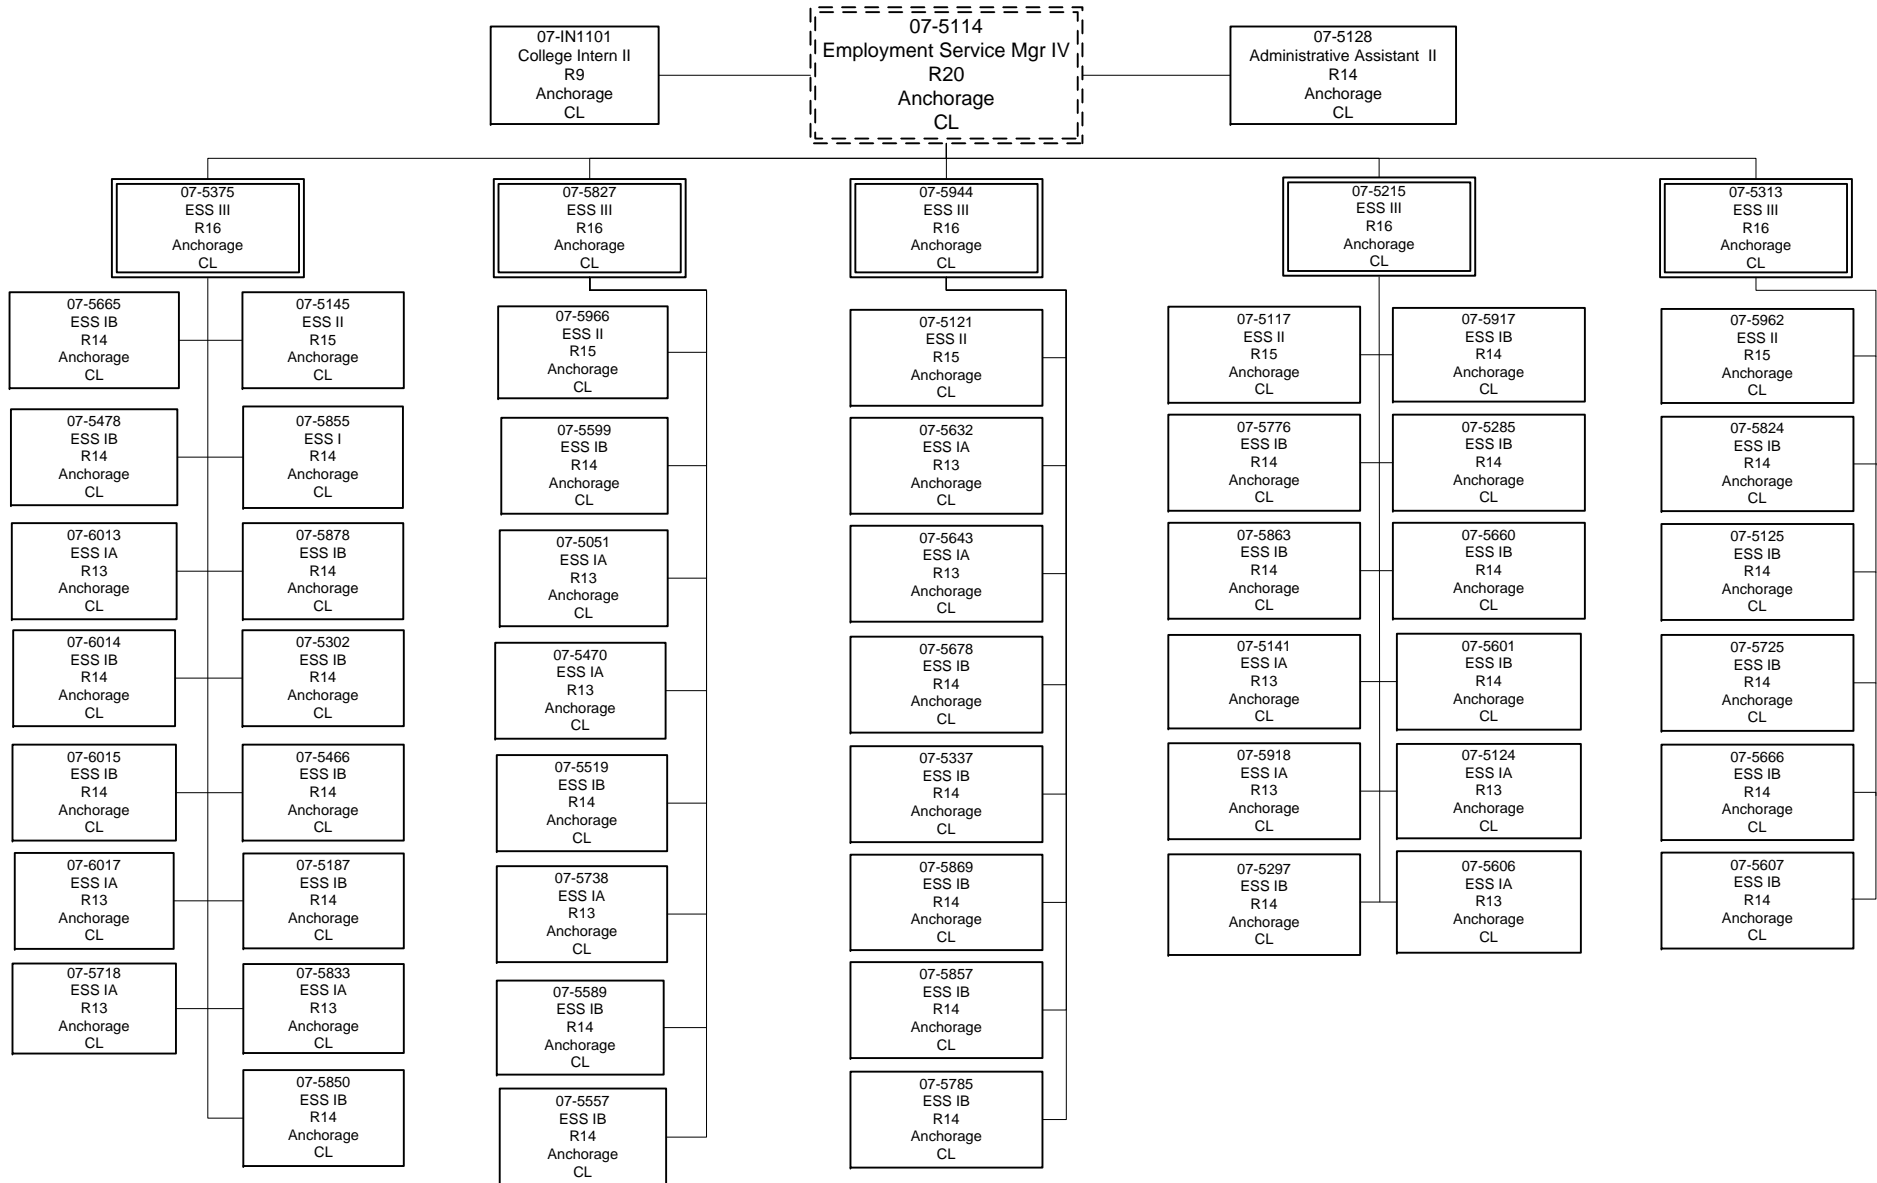 07-IN1101
College Intern II
R9
Anchorage
CL
07-5114
Employment Service Mgr IV
R20
Anchorage
CL
07-5128
Administrative Assistant  II
R14
Anchorage
CL
07-5375
ESS III
R16
Anchorage
CL
07-5827
ESS III
R16
Anchorage
CL
07-5944
ESS III
R16
Anchorage
CL
07-5215
ESS III
R16
Anchorage
CL
07-5313
ESS III
R16
Anchorage
CL
07-5665
ESS IB
R14
Anchorage
CL
07-5145
ESS II
R15
Anchorage
CL
07-5478
ESS IB
R14
Anchorage
CL
07-5855
ESS I
R14
Anchorage
CL
07-6013
ESS IA
R13
Anchorage
CL
07-5878
ESS IB
R14
Anchorage
CL
07-6014
ESS IB
R14
Anchorage
CL
07-5302
ESS IB
R14
Anchorage
CL
07-6015
ESS IB
R14
Anchorage
CL
07-5466
ESS IB
R14
Anchorage
CL
07-6017
ESS IA
R13
Anchorage
CL
07-5187
ESS IB
R14
Anchorage
CL
07-5718
ESS IA
R13
Anchorage
CL
07-5833
ESS IA
R13
Anchorage
CL
07-5850
ESS IB
R14
Anchorage
CL
07-5966
ESS II
R15
Anchorage
CL
07-5599
ESS IB
R14
Anchorage
CL
07-5051
ESS IA
R13
Anchorage
CL
07-5470
ESS IA
R13
Anchorage
CL
07-5519
ESS IB
R14
Anchorage
CL
07-5738
ESS IA
R13
Anchorage
CL
07-5589
ESS IB
R14
Anchorage
CL
07-5557
ESS IB
R14
Anchorage
CL
07-5121
ESS II
R15
Anchorage
CL
07-5632
ESS IA
R13
Anchorage
CL
07-5643
ESS IA
R13
Anchorage
CL
07-5678
ESS IB
R14
Anchorage
CL
07-5337
ESS IB
R14
Anchorage
CL
07-5869
ESS IB
R14
Anchorage
CL
07-5857
ESS IB
R14
Anchorage
CL
07-5785
ESS IB
R14
Anchorage
CL
07-5117
ESS II
R15
Anchorage
CL
07-5917
ESS IB
R14
Anchorage
CL
07-5776
ESS IB
R14
Anchorage
CL
07-5285
ESS IB
R14
Anchorage
CL
07-5863
ESS IB
R14
Anchorage
CL
07-5660
ESS IB
R14
Anchorage
CL
07-5141
ESS IA
R13
Anchorage
CL
07-5601
ESS IB
R14
Anchorage
CL
07-5918
ESS IA
R13
Anchorage
CL
07-5124
ESS IA
R13
Anchorage
CL
07-5297
ESS IB
R14
Anchorage
CL
07-5606
ESS IA
R13
Anchorage
CL
07-5962
ESS II
R15
Anchorage
CL
07-5824
ESS IB
R14
Anchorage
CL
07-5125
ESS IB
R14
Anchorage
CL
07-5725
ESS IB
R14
Anchorage
CL
07-5666
ESS IB
R14
Anchorage
CL
07-5607
ESS IB
R14
Anchorage
CL